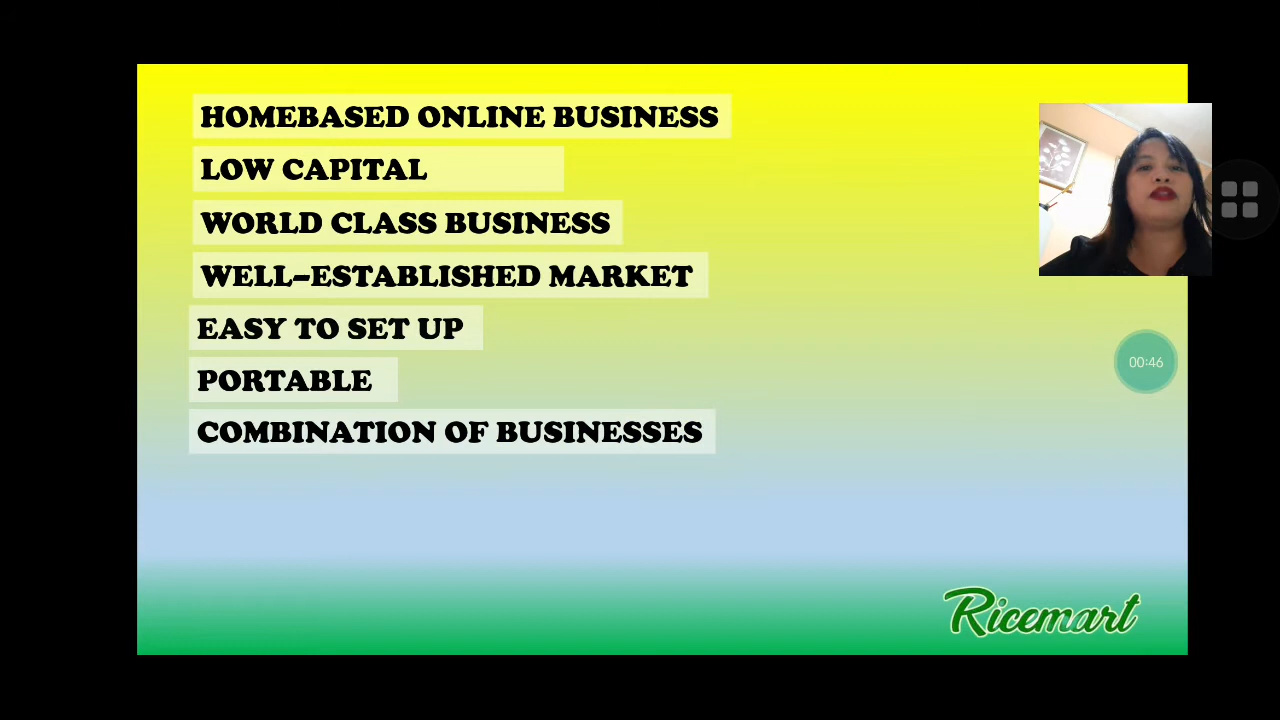 HOMEBASED ONLINE BUSINESS
LOW CAPITAL
WORLD CLASS BUSINESS
WELL-ESTABLISHED MARKET
EASY TO SET UP
PORTABLE
COMBINATION OF BUSINESSES
00:46
Ricemart